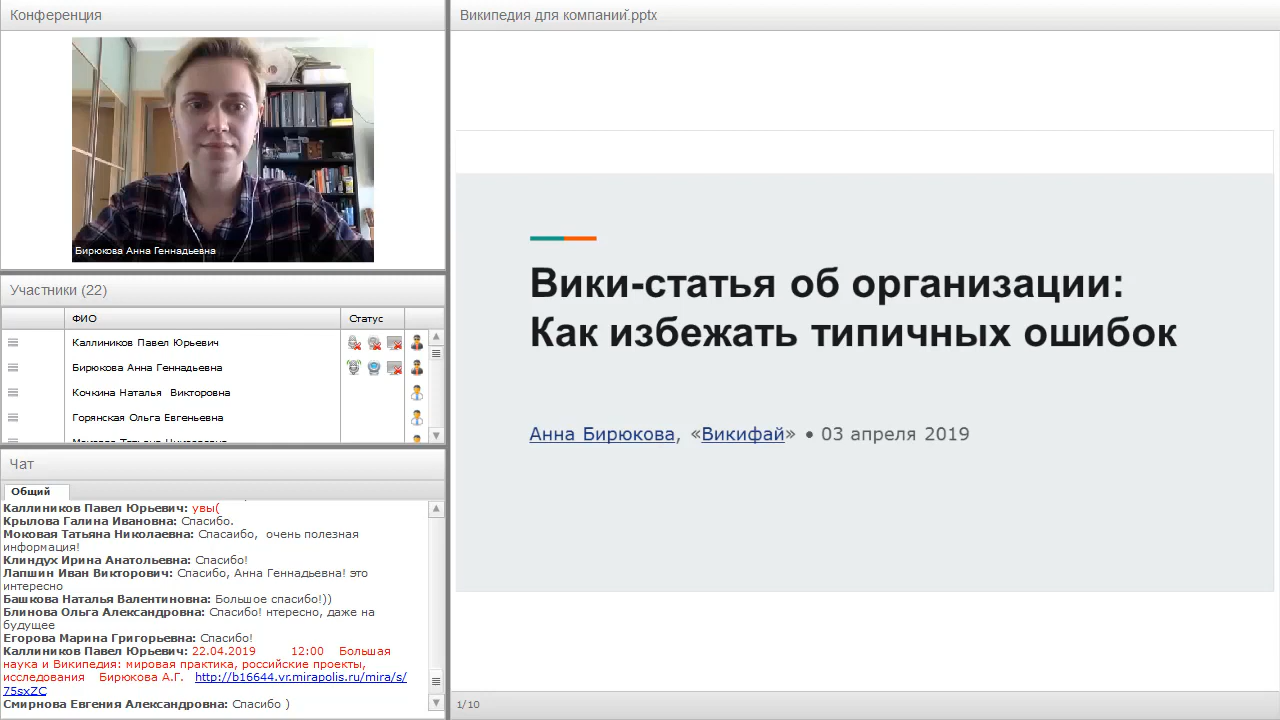 Конференция
Бирюкова Анна Геннадьевна
Участники (22)
ФИО Статус
Каллиников Павел Юрьевич
Бирюкова Анна Геннадьевна
Кочкина Наталья Викторовна
Горянская Ольга Евгеньевна
Чат
Общий
Каллиников Павел Юрьевич: увы(
Крылова Галина Ивановна: Спасибо.
Моковая Татьяна Николаевна: Спасаибо, очень полезная
информация!
Клиндух Ирина Анатольевна: Спасибо!
Лапшин Иван Викторович: Спасибо, Анна Геннадьевна! это
интересно
Башкова Наталья Валентиновна: Большое спасибо!))
Блинова Ольга Александровна: Спасибо! нтересно, даже на
будущее
Егорова Марина Григорьевна: Спасибо!
Каллиников Павел Юрьевич: 22.04.2019 12:00 Большая
наука и Википедия: мировая практика, российские проекты,
исследования Бирюкова А.Г. http://b16644.vr.mirapolis.ru/mira/s/
75sxZC
Смирнова Евгения Александровна: Спасибо )
Википедия для компаний.pptx
Вики-статья об организации:
Как избежать типичных ошибок
Анна Бирюкова, «Викифай» • 03 апреля 2019
1/10